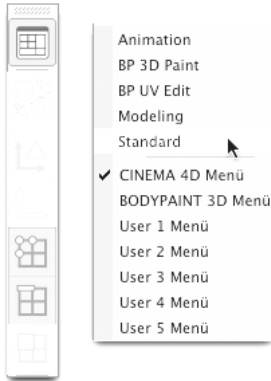 Animation
BP 3D Paint
BP UV Edit
Modeling
Standard
CINEMA 4D Menü
BODYPAINT 3D Menü
User 1 Menü
User 2 Menü
User 3 Menü
User 4 Menü
User 5 Menü